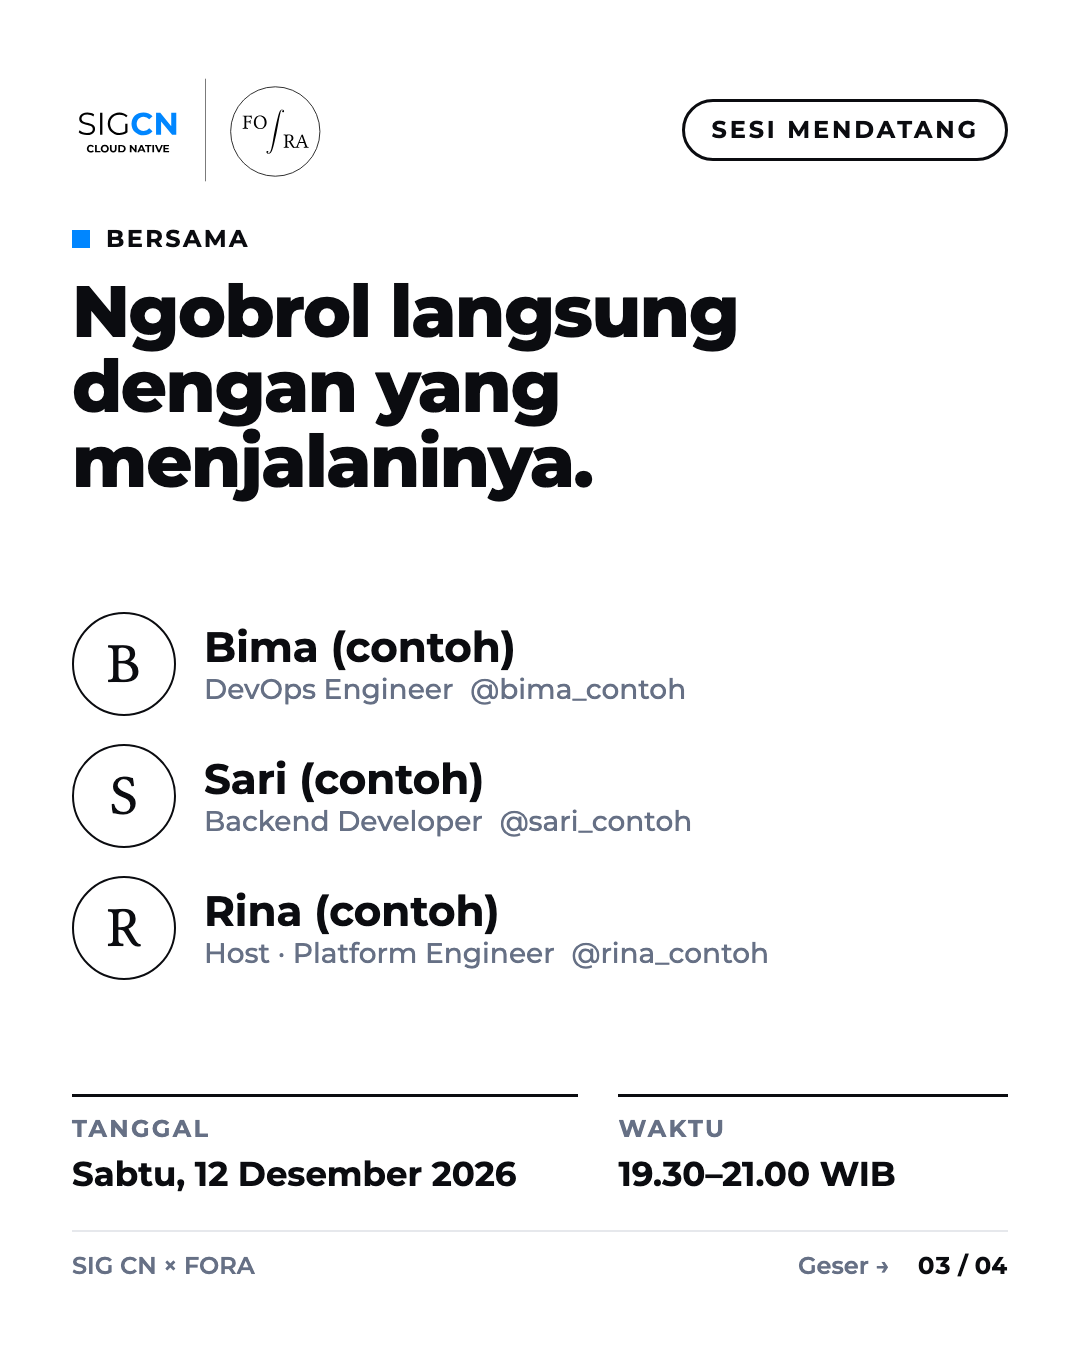 SIGCN
CLOUD NATIVE
FO∫RA
SESI MENDATANG
BERSAMA
Ngobrol langsung
dengan yang
menjalaninya.
B
Bima (contoh)
DevOps Engineer @bima_contoh
S
Sari (contoh)
Backend Developer @sari_contoh
R
Rina (contoh)
Host · Platform Engineer @rina_contoh
TANGGAL
Sabtu, 12 Desember 2026
WAKTU
19.30–21.00 WIB
SIG CN × FORA
Geser → 03 / 04